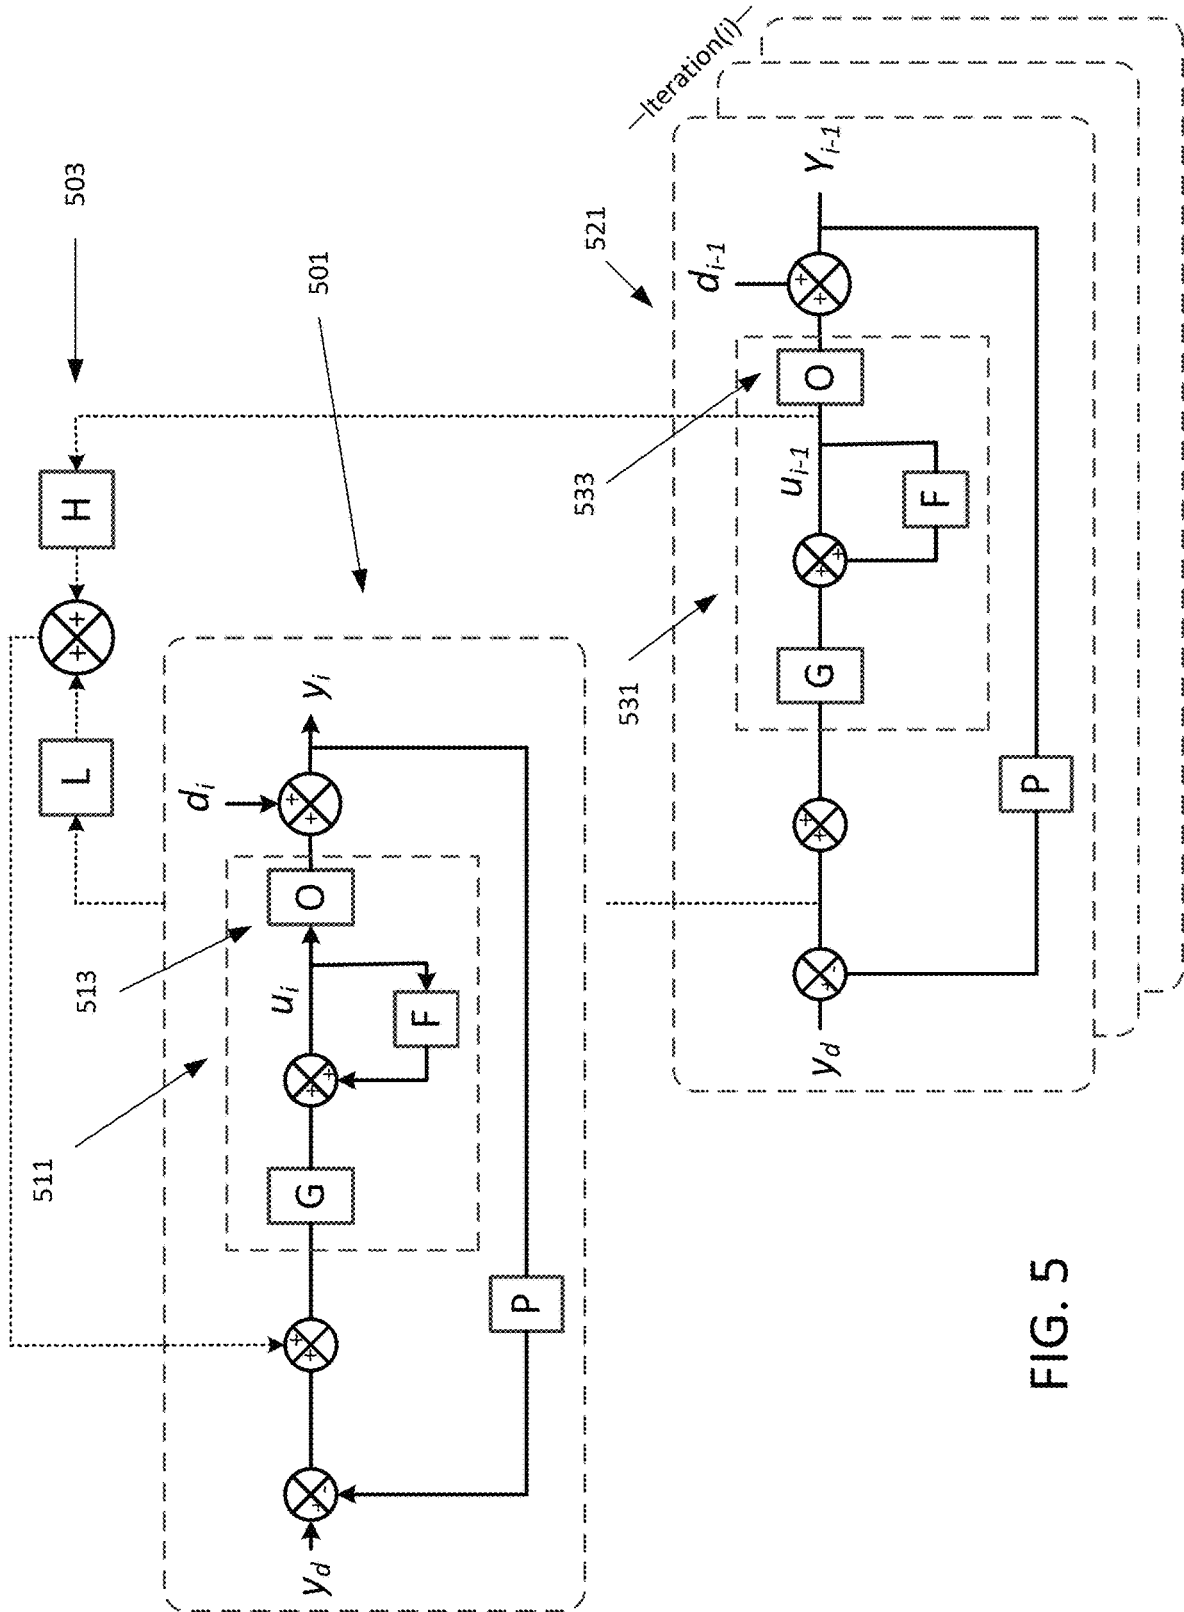 503
H
L
501
y_d
P
G
F
u_i
O
d_i
y_i
511
513
521
Iteration(i)
y_d
P
G
F
u_{i-1}
O
d_{i-1}
Y_{i-1}
531
533
FIG. 5